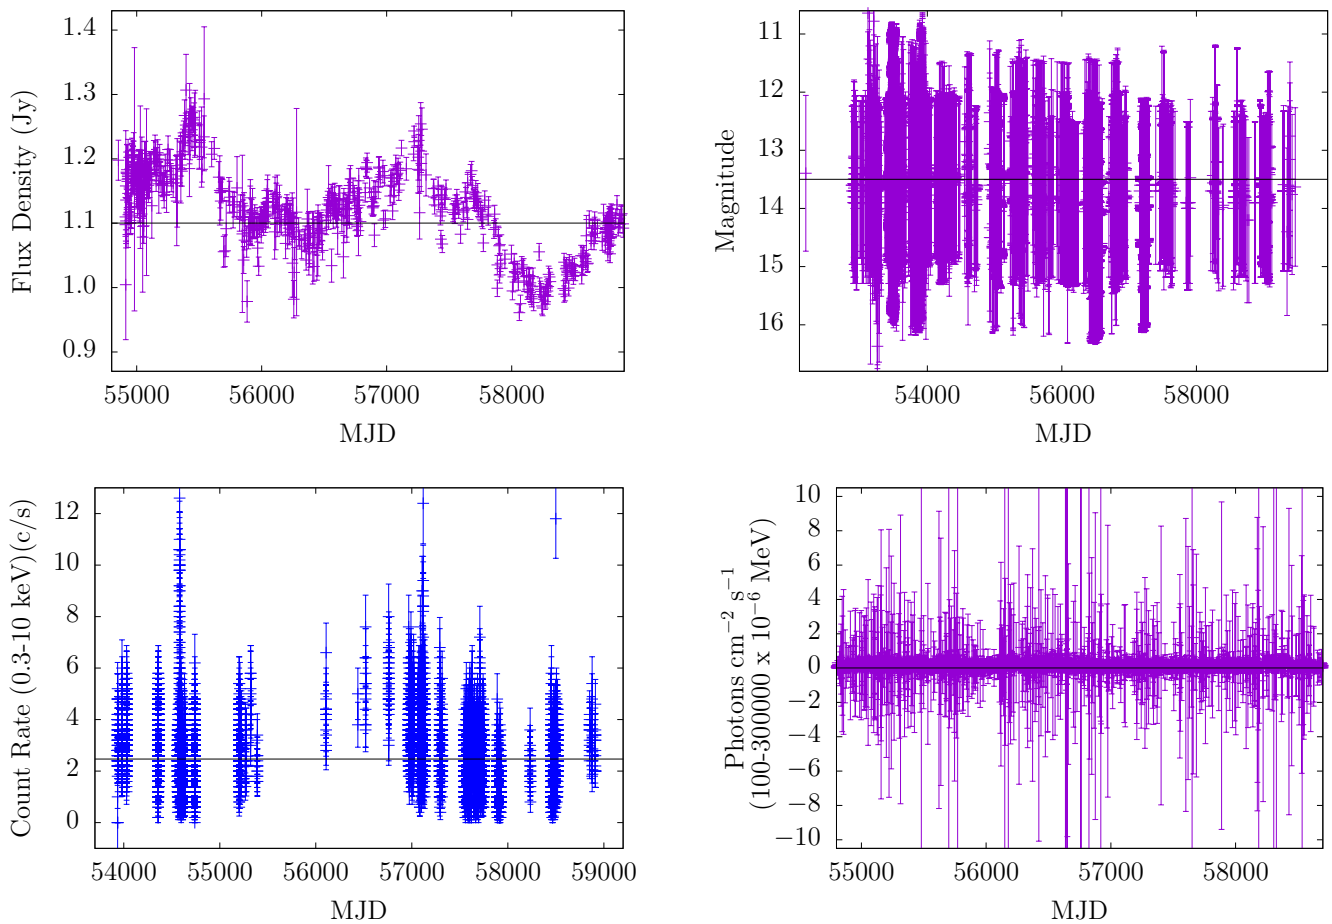 Flux Density (Jy)
1.4
1.3
1.2
1.1
1.0
0.9
55000 56000 57000 58000
MJD
Magnitude
11
12
13
14
15
16
54000 56000 58000
MJD
Count Rate (0.3-10 keV)(c/s)
12
10
8
6
4
2
0
54000 55000 56000 57000 58000 59000
MJD
Photons cm−2 s−1
(100-300000 x 10−6 MeV)
10
8
6
4
2
0
−2
−4
−6
−8
−10
55000 56000 57000 58000
MJD